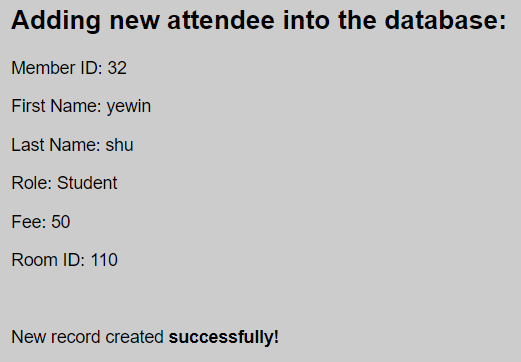 Adding new attendee into the database:
Member ID: 32
First Name: yewin
Last Name: shu
Role: Student
Fee: 50
Room ID: 110
New record created successfully!